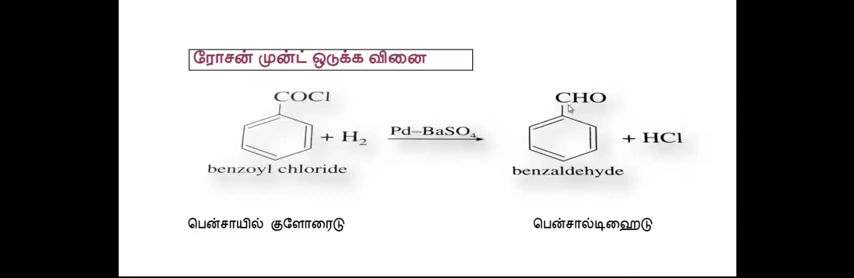 ரோசன் முன்ட் ஒடுக்க வினை
COCl
CHO
+ H₂
Pd–BaSO₄
+ HCl
benzoyl chloride
benzaldehyde
பென்சாயில் குளோரைடு
பென்சால்டிஹைடு